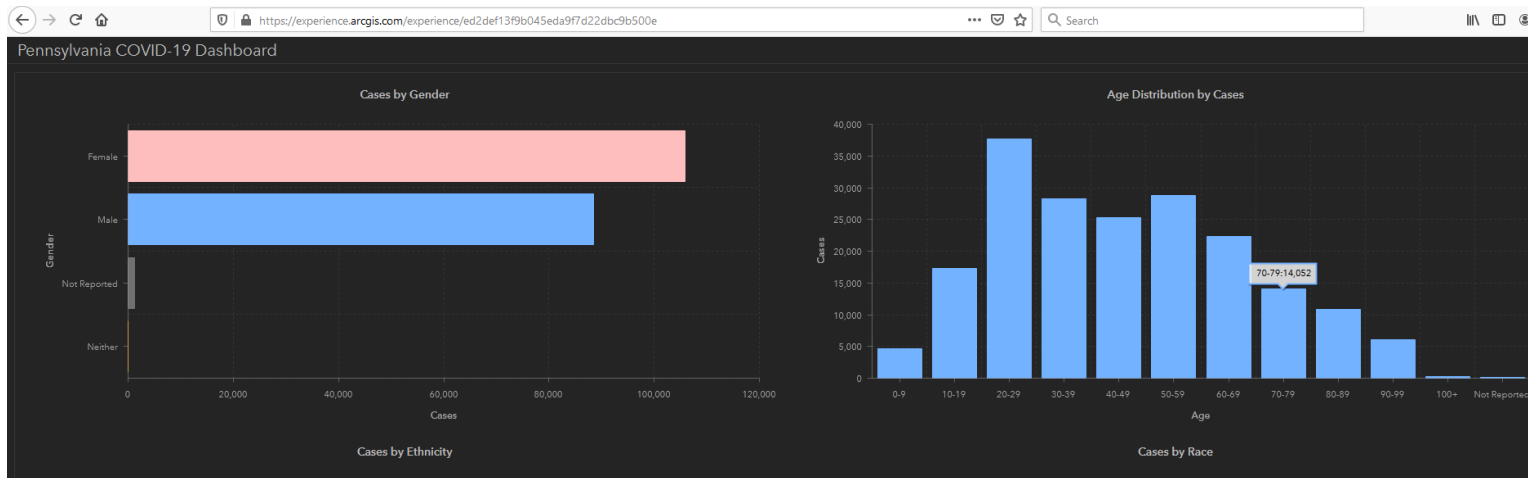 https://experience.arcgis.com/experience/ed2def13f9b045eda9f7d22dbc9b500e
Search
Pennsylvania COVID-19 Dashboard
Cases by Gender
Gender
Female
Male
Not Reported
Neither
0 20,000 40,000 60,000 80,000 100,000 120,000
Cases
Age Distribution by Cases
Cases
40,000
35,000
30,000
25,000
20,000
15,000
10,000
5,000
0
70-79:14,052
0-9 10-19 20-29 30-39 40-49 50-59 60-69 70-79 80-89 90-99 100+ Not Reported
Age
Cases by Ethnicity
Cases by Race